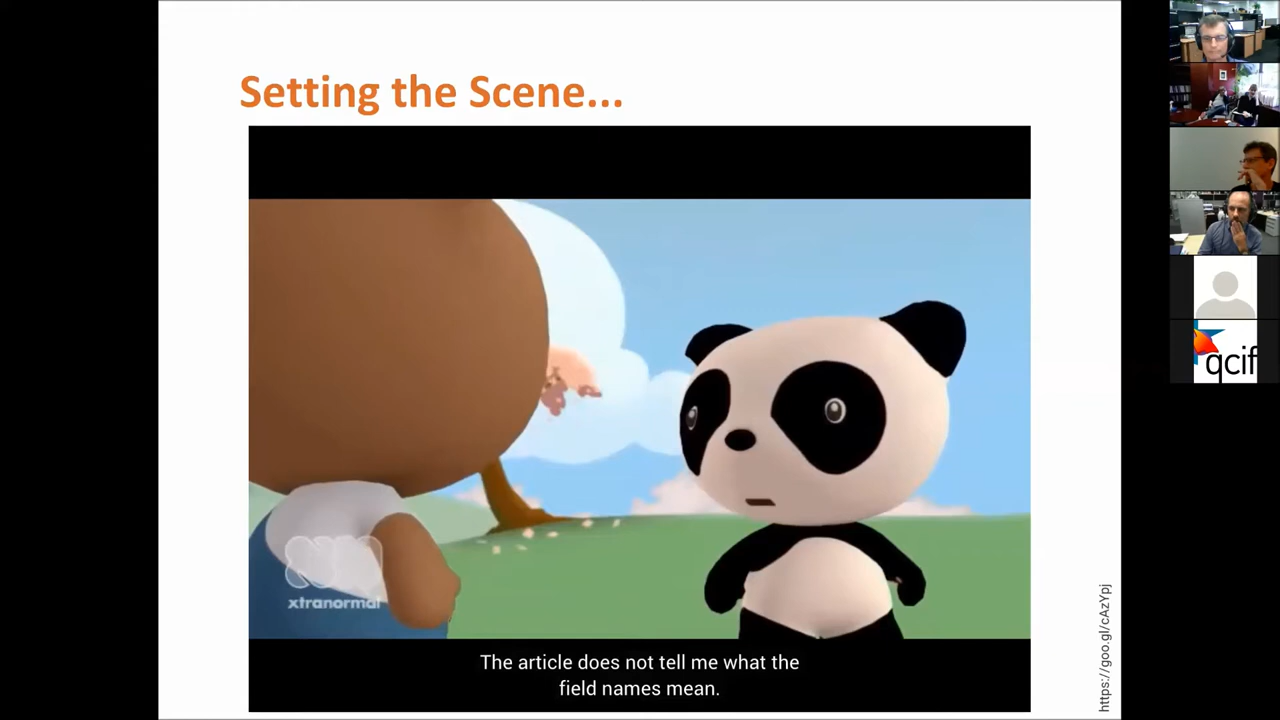 Setting the Scene...
xtranormal
The article does not tell me what the
field names mean.
https://goo.gl/cAzYpj
qcif